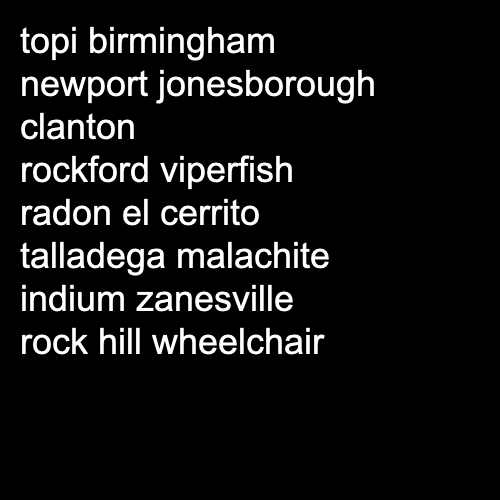 topi birmingham
newport jonesborough
clanton
rockford viperfish
radon el cerrito
talladega malachite
indium zanesville
rock hill wheelchair